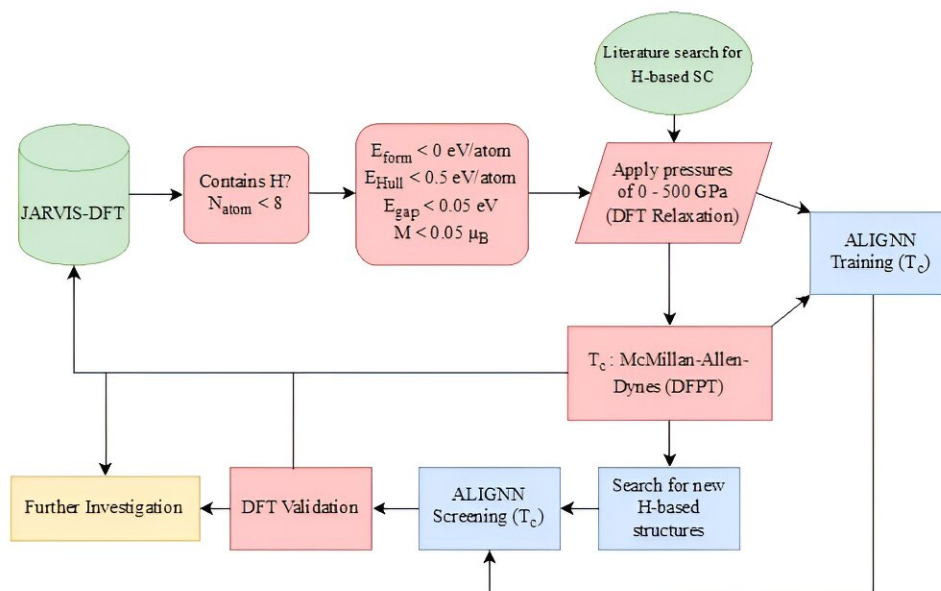 Literature search for
H-based SC
JARVIS-DFT
Contains H?
N_atom < 8
E_form < 0 eV/atom
E_Hull < 0.5 eV/atom
E_gap < 0.05 eV
M < 0.05 μ_B
Apply pressures
of 0 - 500 GPa
(DFT Relaxation)
ALIGNN
Training (T_c)
T_c : McMillan-Allen-
Dynes (DFPT)
Further Investigation
DFT Validation
ALIGNN
Screening (T_c)
Search for new
H-based
structures